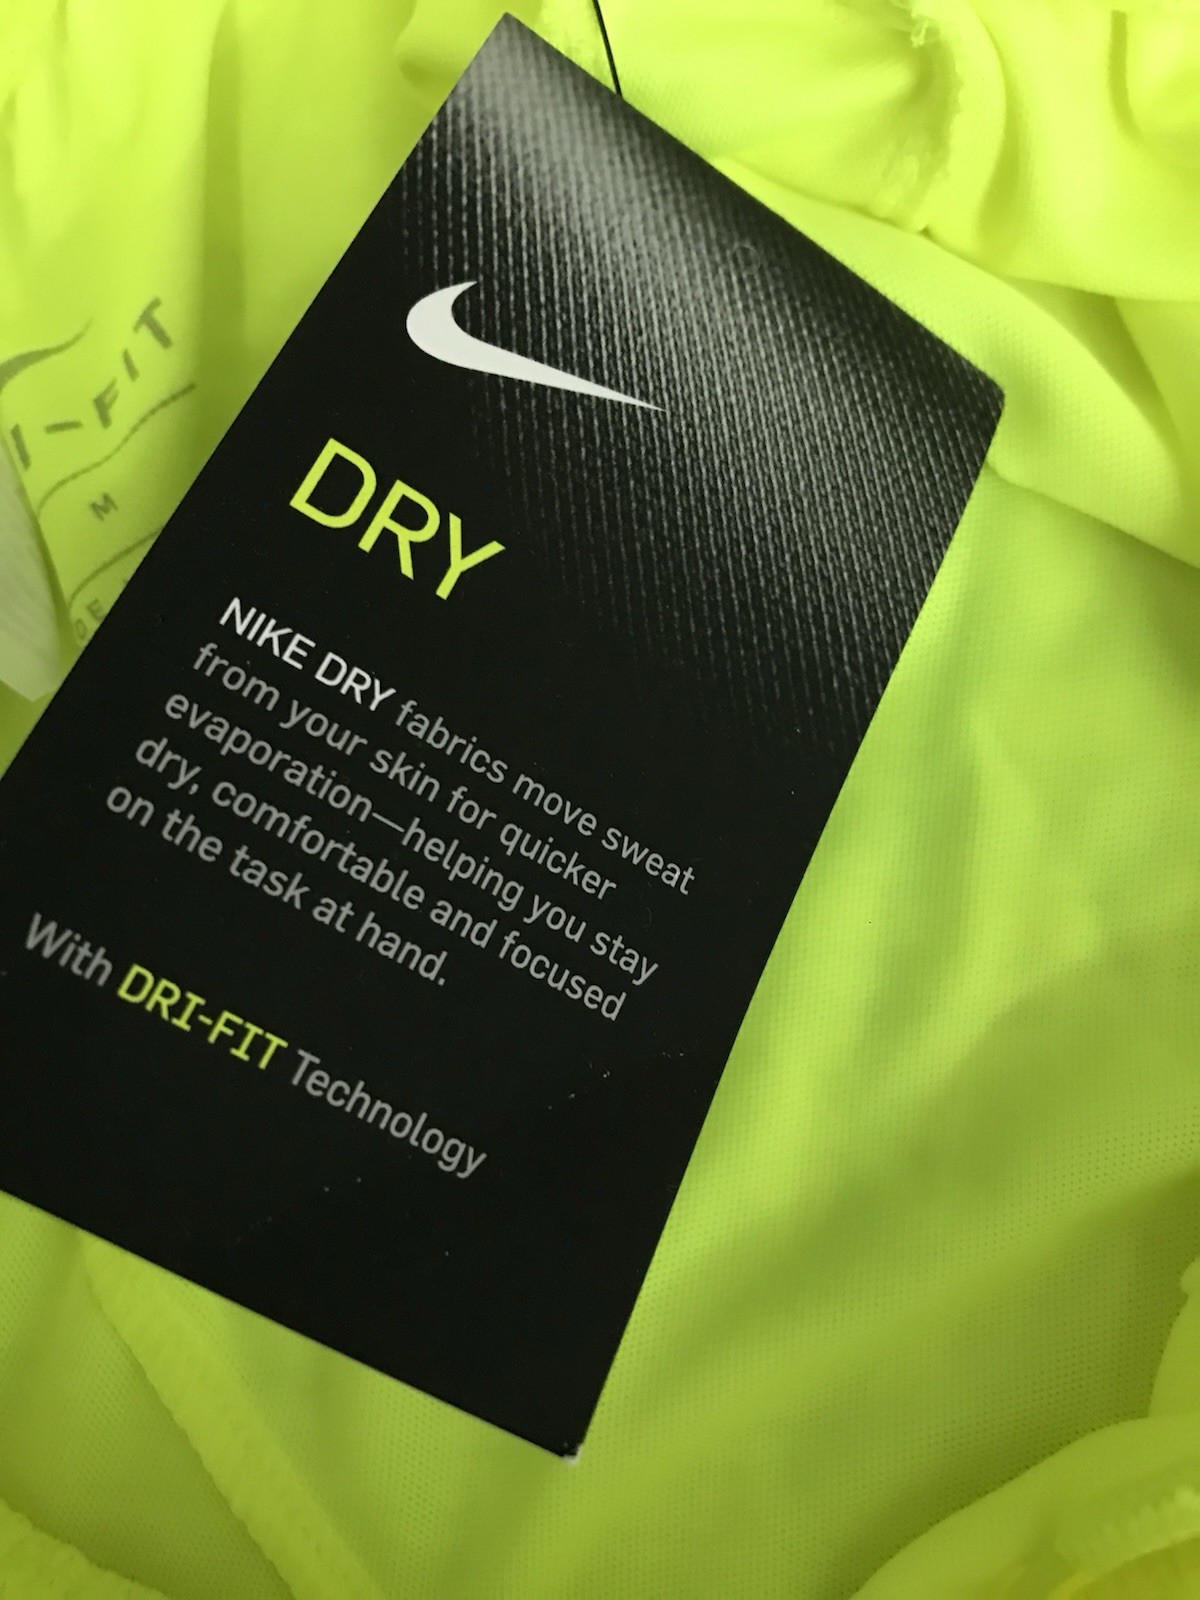 DRY
NIKE DRY fabrics move sweat
from your skin for quicker
evaporation—helping you stay
dry, comfortable and focused
on the task at hand.
With DRI-FIT Technology
I-FIT
M